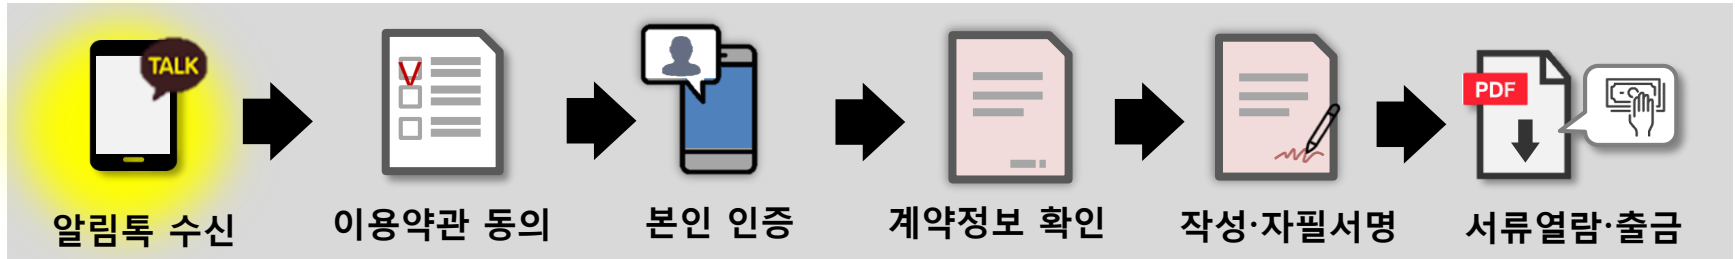 TALK
PDF
알림톡 수신
이용약관 동의
본인 인증
계약정보 확인
작성·자필서명
서류열람·출금